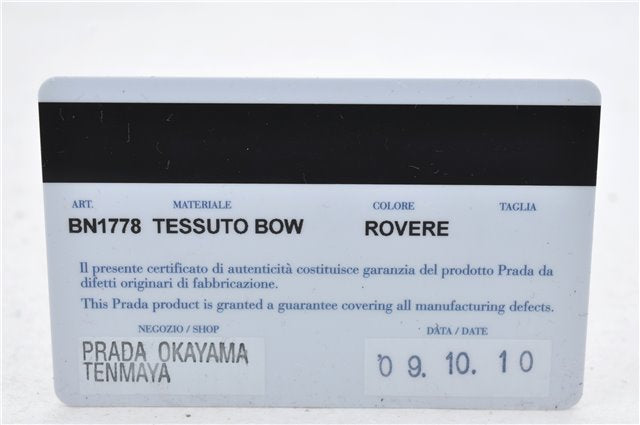 ART. MATERIALE COLORE TAGLIA
BN1778 TESSUTO BOW ROVERE
Il presente certificato di autenticità costituisce garanzia del prodotto Prada da
difetti originari di fabbricazione.
This Prada product is granted a guarantee covering all manufacturing defects.
NEGOZIO / SHOP DATA / DATE
PRADA OKAYAMA
TENMAYA
'09. 10. 10